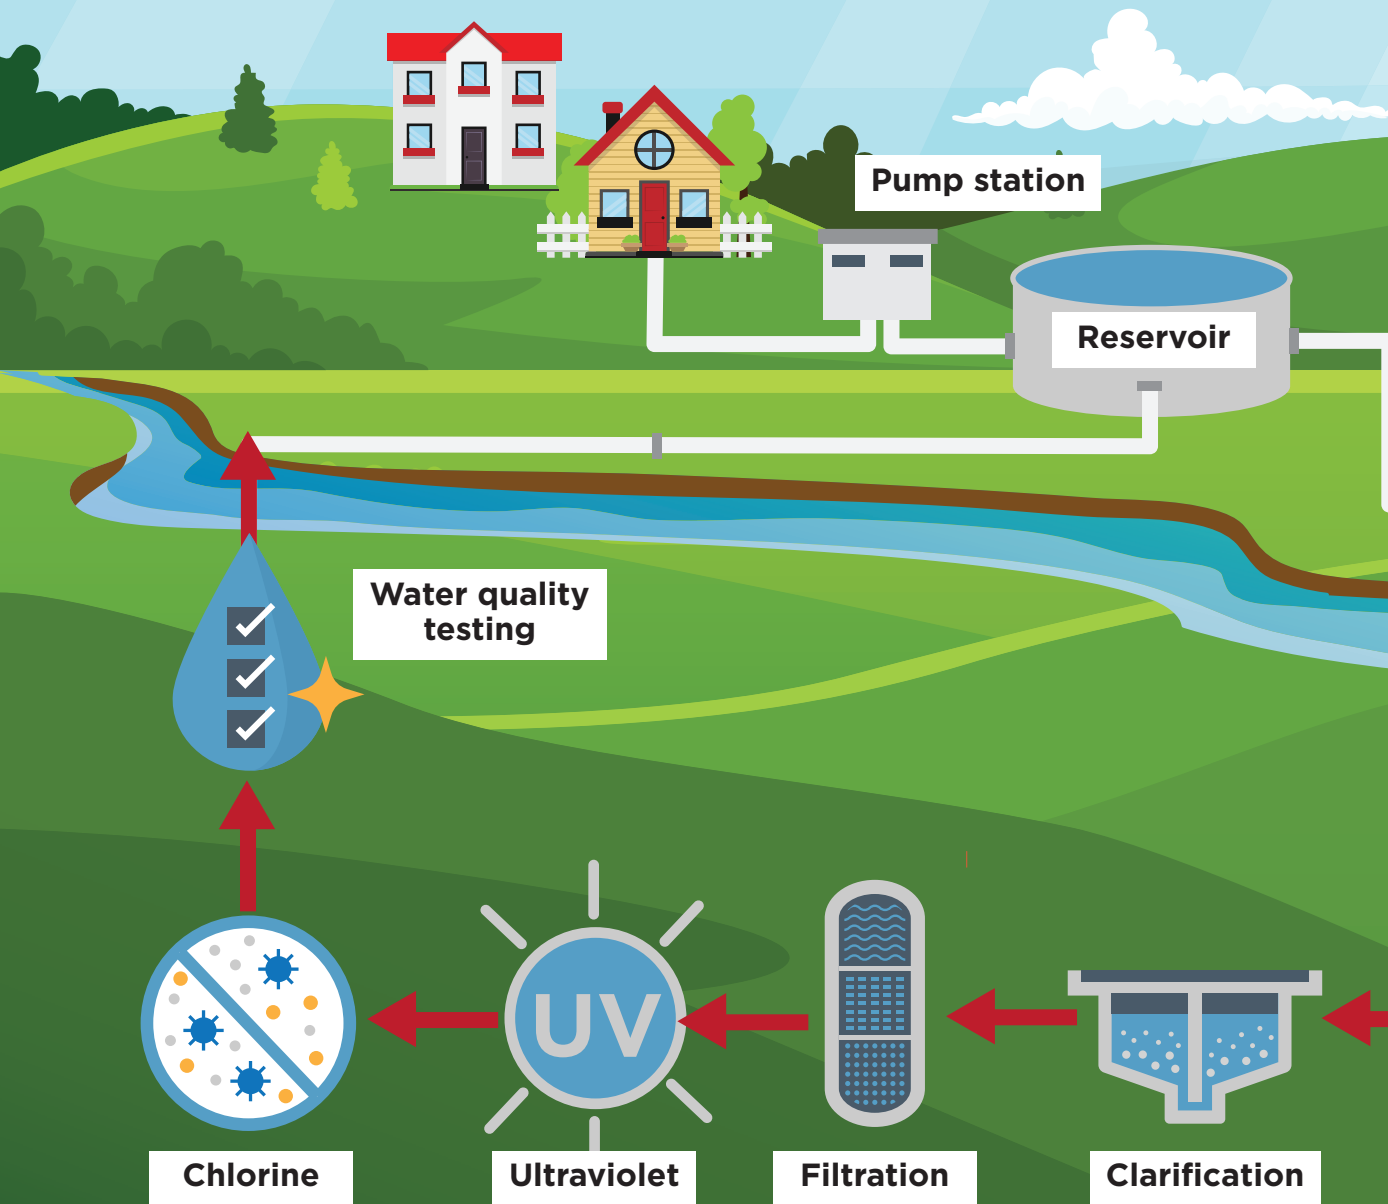 Pump station
Reservoir
Water quality
testing
UV
Chlorine
Ultraviolet
Filtration
Clarification